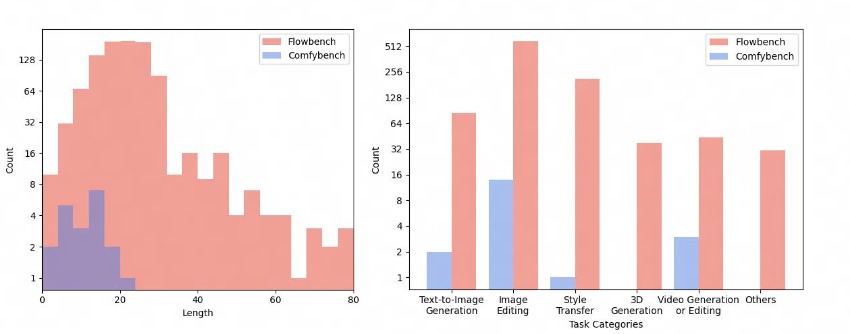 Flowbench
Comfybench
128
64
32
16
8
4
2
1
Count
0
20
40
60
80
Length
Flowbench
Comfybench
512
256
128
64
32
16
8
4
2
1
Count
Text-to-Image
Generation
Image
Editing
Style
Transfer
3D
Generation
Video Generation
or Editing
Others
Task Categories